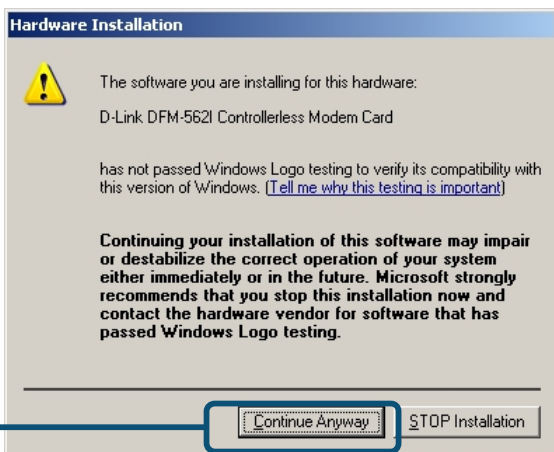 Hardware Installation
The software you are installing for this hardware:
D-Link DFM-562I Controllerless Modem Card
has not passed Windows Logo testing to verify its compatibility with
this version of Windows. (Tell me why this testing is important)
Continuing your installation of this software may impair
or destabilize the correct operation of your system
either immediately or in the future. Microsoft strongly
recommends that you stop this installation now and
contact the hardware vendor for software that has
passed Windows Logo testing.
Continue Anyway
STOP Installation